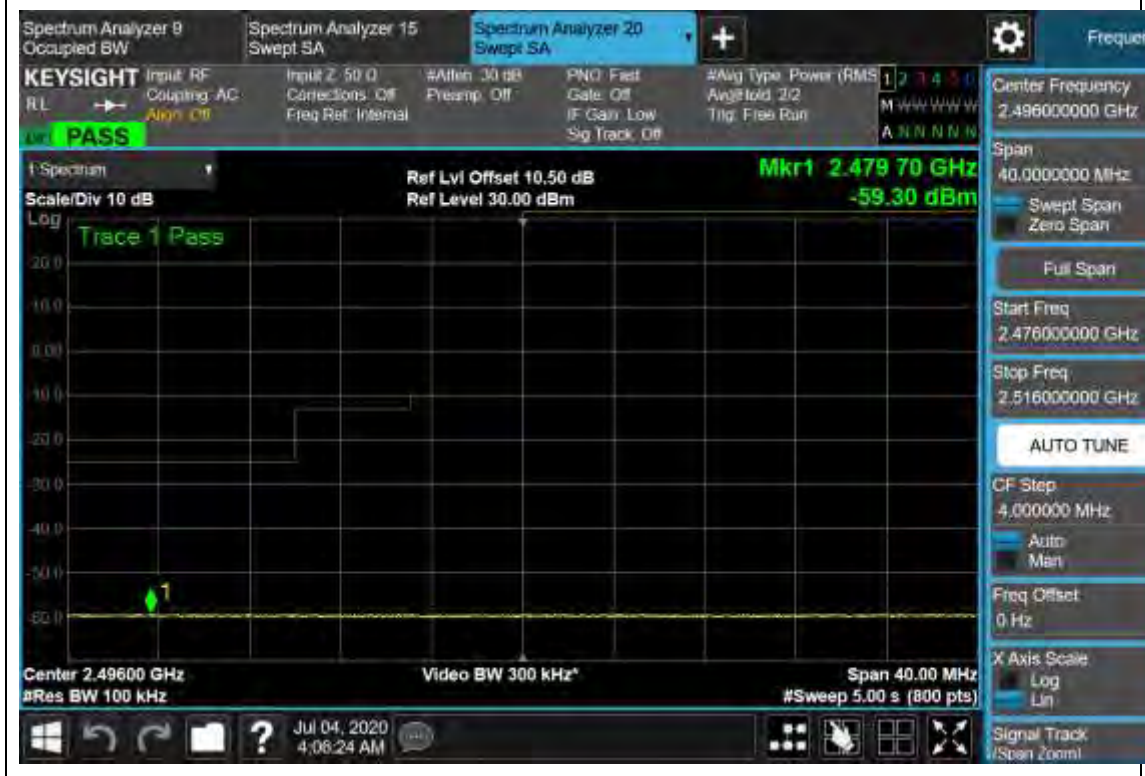 Spectrum Analyzer 9
Occupied BW
Spectrum Analyzer 15
Swept SA
Spectrum Analyzer 20
Swept SA
Frequen
KEYSIGHT
RL
PASS
Input: RF
Coupling: AC
Align: Off
Input Z: 50 Ω
Corrections: Off
Freq Ref: Internal
#Atten: 30 dB
Preamp: Off
PNO: Fast
Gate: Off
IF Gain: Low
Sig Track: Off
#Avg Type: Power (RMS
Avg|Hold: 2/2
Trig: Free Run
1 2 3 4 5 6
M W W W W W
A N N N N N
1 Spectrum
Scale/Div 10 dB
Ref Lvl Offset 10.50 dB
Ref Level 30.00 dBm
Mkr1 2.479 70 GHz
-59.30 dBm
Log
Trace 1 Pass
20.0
10.0
0.00
-10.0
-20.0
-30.0
-40.0
-50.0
-60.0
1
Center 2.49600 GHz
#Res BW 100 kHz
Video BW 300 kHz*
Span 40.00 MHz
#Sweep 5.00 s (800 pts)
Jul 04, 2020
4:06:24 AM
Center Frequency
2.496000000 GHz
Span
40.0000000 MHz
Swept Span
Zero Span
Full Span
Start Freq
2.476000000 GHz
Stop Freq
2.516000000 GHz
AUTO TUNE
CF Step
4.000000 MHz
Auto
Man
Freq Offset
0 Hz
X Axis Scale
Log
Lin
Signal Track
(Span Zoom)